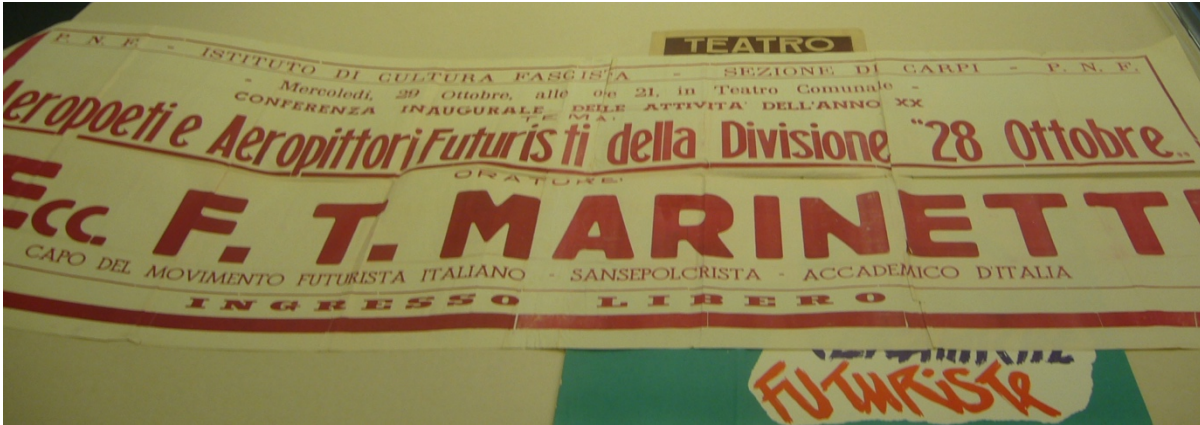 TEATRO
P. N. F. - ISTITUTO DI CULTURA FASCISTA - SEZIONE DI CARPI - P. N. F.
- Mercoledì, 29 Ottobre, alle ore 21, in Teatro Comunale -
CONFERENZA INAUGURALE DELLE ATTIVITA' DELL'ANNO XX
TEMA:
Aeropoeti e Aeropittori Futuristi della Divisione "28 Ottobre„
ORATORE:
Ecc. F. T. MARINETTI
CAPO DEL MOVIMENTO FUTURISTA ITALIANO - SANSEPOLCRISTA - ACCADEMICO D'ITALIA
INGRESSO LIBERO
FUTURISTE